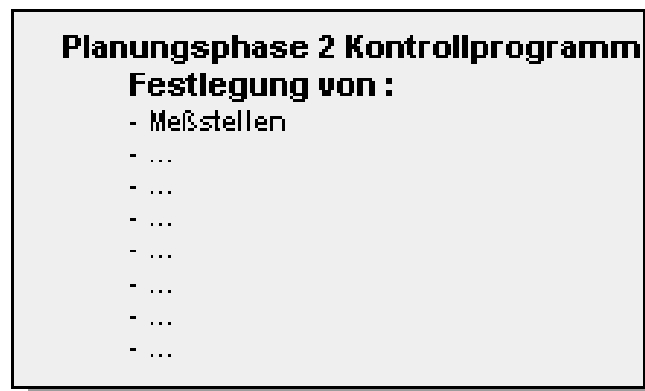 Planungsphase 2 Kontrollprogramm
Festlegung von :
- Meßstellen
- ...
- ...
- ...
- ...
- ...
- ...
- ...